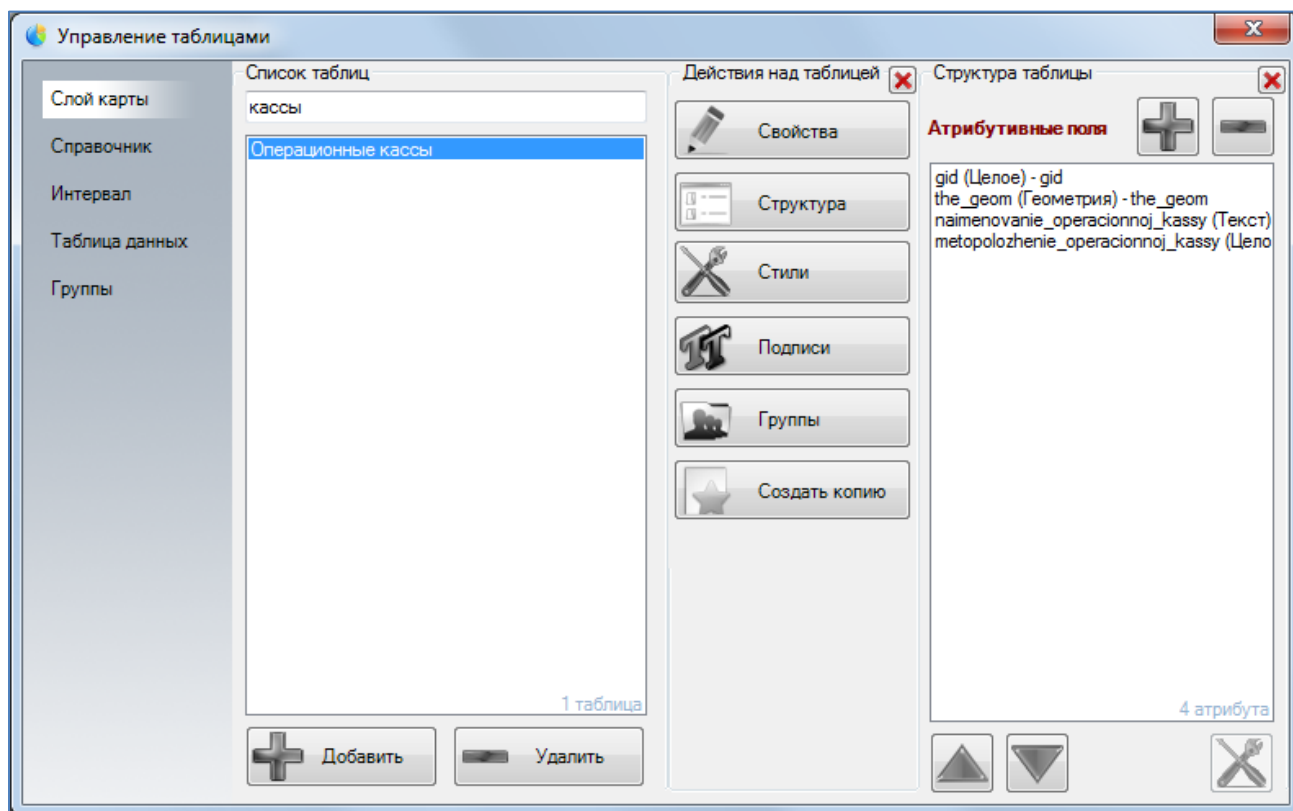 Управление таблицами
Слой карты
Справочник
Интервал
Таблица данных
Группы
Список таблиц
кассы
Операционные кассы
1 таблица
Добавить
Удалить
Действия над таблицей
Свойства
Структура
Стили
Подписи
Группы
Создать копию
Структура таблицы
Атрибутивные поля
gid (Целое) - gid
the_geom (Геометрия) - the_geom
naimenovanie_operacionnoj_kassy (Текст)
metopolozhenie_operacionnoj_kassy (Цело
4 атрибута